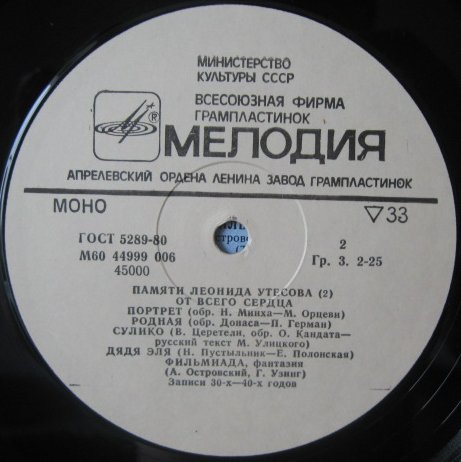 МИНИСТЕРСТВО
КУЛЬТУРЫ СССР
ВСЕСОЮЗНАЯ ФИРМА
ГРАМПЛАСТИНОК
®
МЕЛОДИЯ
АПРЕЛЕВСКИЙ ОРДЕНА ЛЕНИНА ЗАВОД ГРАМПЛАСТИНОК
МОНО
▽33
ГОСТ 5289-80
М60 44999 006
45000
2
Гр. 3. 2-25
ПАМЯТИ ЛЕОНИДА УТЕСОВА (2)
ОТ ВСЕГО СЕРДЦА
ПОРТРЕТ (обр. Н. Минха—М. Орцеви)
РОДНАЯ (обр. Донаса—П. Герман)
СУЛИКО (В. Церетели, обр. О. Кандата—
русский текст М. Улицкого)
ДЯДЯ ЭЛЯ (Н. Пустыльник—Е. Полонская)
ФИЛЬМИАДА, фантазия
(А. Островский, Г. Узинг)
Записи 30-х—40-х годов